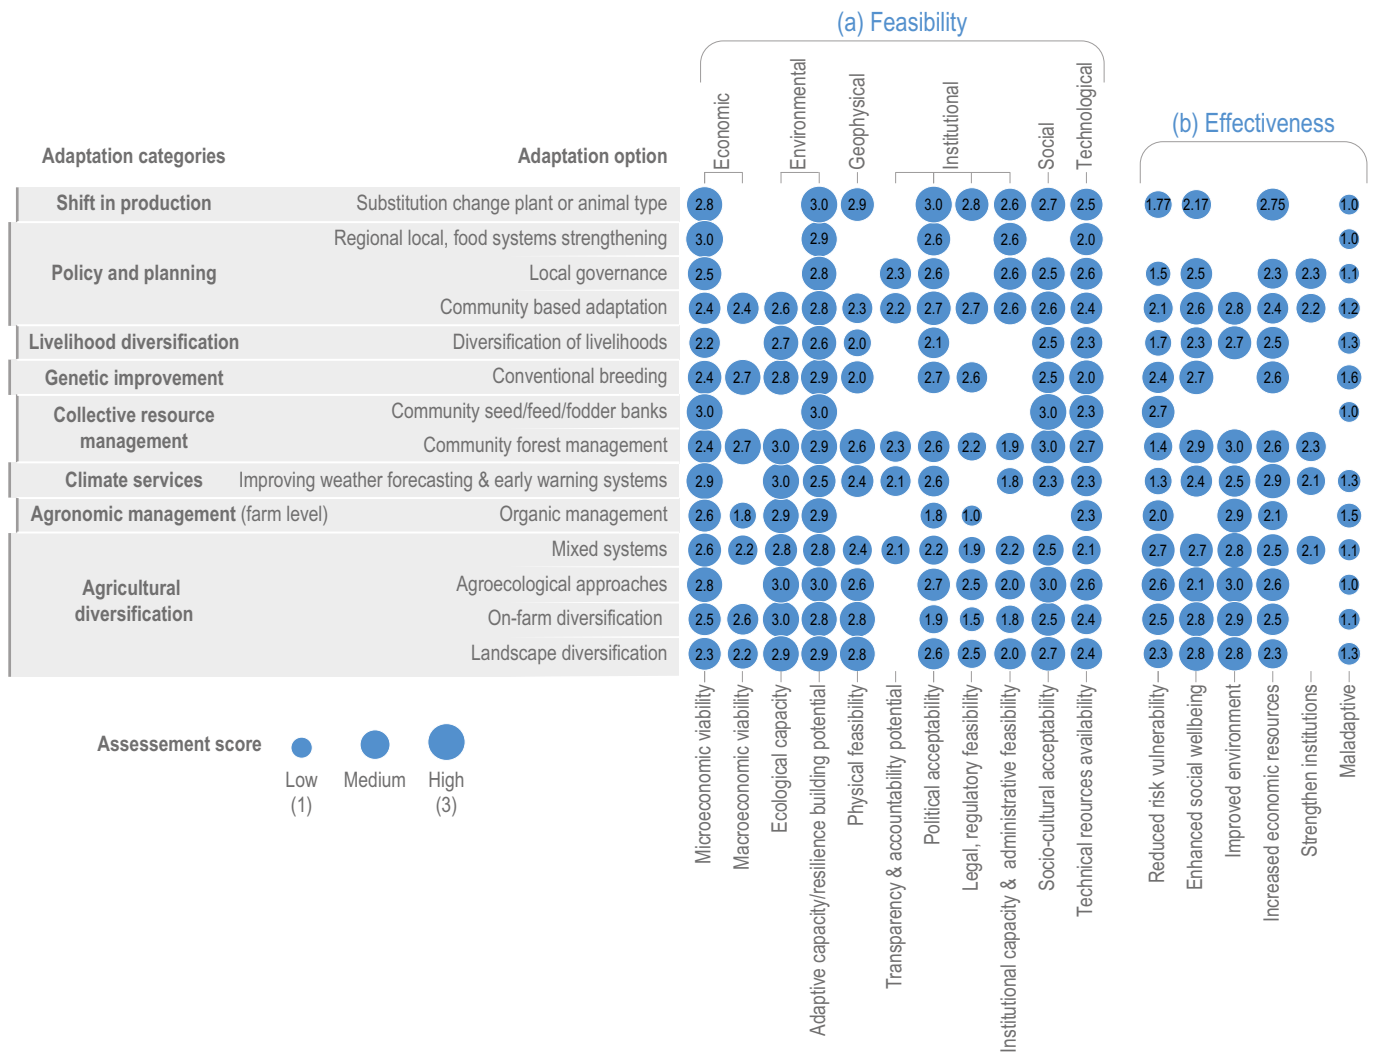 (a) Feasibility
Economic
Environmental
Geophysical
Institutional
Social
Technological
(b) Effectiveness
Adaptation categories
Adaptation option
Shift in production
Substitution change plant or animal type
2.8 3.0 2.9 3.0 2.8 2.6 2.7 2.5 1.77 2.17 2.75 1.0
Regional local, food systems strengthening
3.0 2.9 2.6 2.6 2.0 1.0
Policy and planning
Local governance
2.5 2.8 2.3 2.6 2.6 2.5 2.6 1.5 2.5 2.3 2.3 1.1
Community based adaptation
2.4 2.4 2.6 2.8 2.3 2.2 2.7 2.7 2.6 2.6 2.4 2.1 2.6 2.8 2.4 2.2 1.2
Livelihood diversification
Diversification of livelihoods
2.2 2.7 2.6 2.0 2.1 2.5 2.3 1.7 2.3 2.7 2.5 1.3
Genetic improvement
Conventional breeding
2.4 2.7 2.8 2.9 2.0 2.7 2.6 2.5 2.0 2.4 2.7 2.6 1.6
Collective resource
management
Community seed/feed/fodder banks
3.0 3.0 3.0 2.3 2.7 1.0
Community forest management
2.4 2.7 3.0 2.9 2.6 2.3 2.6 2.2 1.9 3.0 2.7 1.4 2.9 3.0 2.6 2.3
Climate services
Improving weather forecasting & early warning systems
2.9 3.0 2.5 2.4 2.1 2.6 1.8 2.3 2.3 1.3 2.4 2.5 2.9 2.1 1.3
Agronomic management (farm level)
Organic management
2.6 1.8 2.9 2.9 1.8 1.0 2.3 2.0 2.9 2.1 1.5
Agricultural
diversification
Mixed systems
2.6 2.2 2.8 2.8 2.4 2.1 2.2 1.9 2.2 2.5 2.1 2.7 2.7 2.8 2.5 2.1 1.1
Agroecological approaches
2.8 3.0 3.0 2.6 2.7 2.5 2.0 3.0 2.6 2.6 2.1 3.0 2.6 1.0
On-farm diversification
2.5 2.6 3.0 2.8 2.8 1.9 1.5 1.8 2.5 2.4 2.5 2.8 2.9 2.5 1.1
Landscape diversification
2.3 2.2 2.9 2.9 2.8 2.6 2.5 2.0 2.7 2.4 2.3 2.8 2.8 2.3 1.3
Microeconomic viability
Macroeconomic viability
Ecological capacity
Adaptive capacity/resilience building potential
Physical feasibility
Transparency & accountability potential
Political acceptability
Legal, regulatory feasibility
Institutional capacity & administrative feasibility
Socio-cultural acceptability
Technical resources availability
Reduced risk vulnerability
Enhanced social wellbeing
Improved environment
Increased economic resources
Strengthen institutions
Maladaptive
Assessement score
Low
(1)
Medium
High
(3)